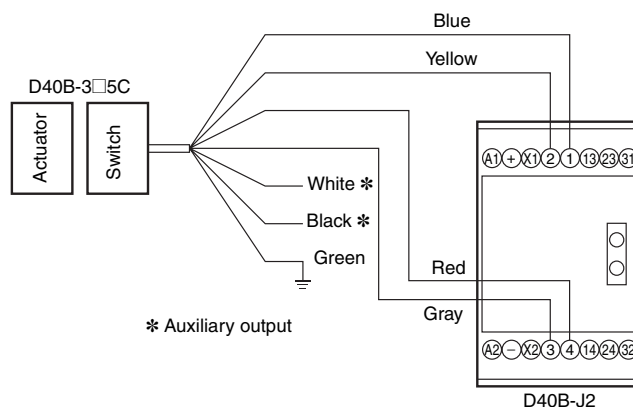 Blue
Yellow
D40B-3□5C
Actuator
Switch
A1 + X1 2 1 13 23 31
White ✻
Black ✻
Green
Red
Gray
✻ Auxiliary output
A2 − X2 3 4 14 24 32
D40B-J2